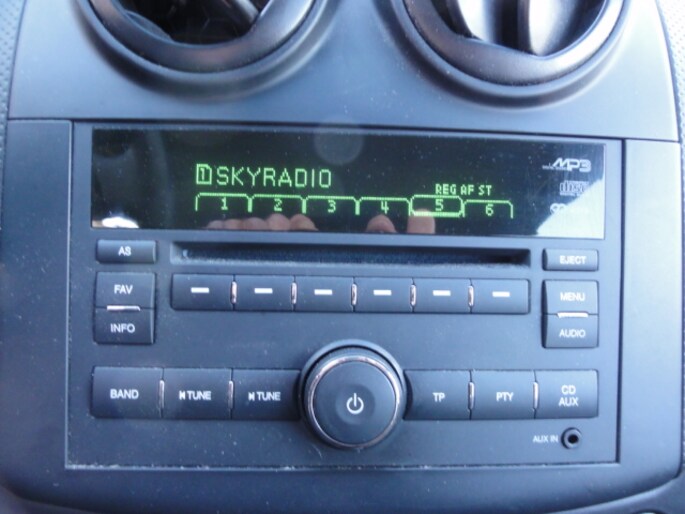 1 SKYRADIO
REG AF ST
1 2 3 4 5 6
MP3
AS
EJECT
FAV
MENU
INFO
AUDIO
BAND
TUNE
TUNE
TP
PTY
CD AUX
AUX IN